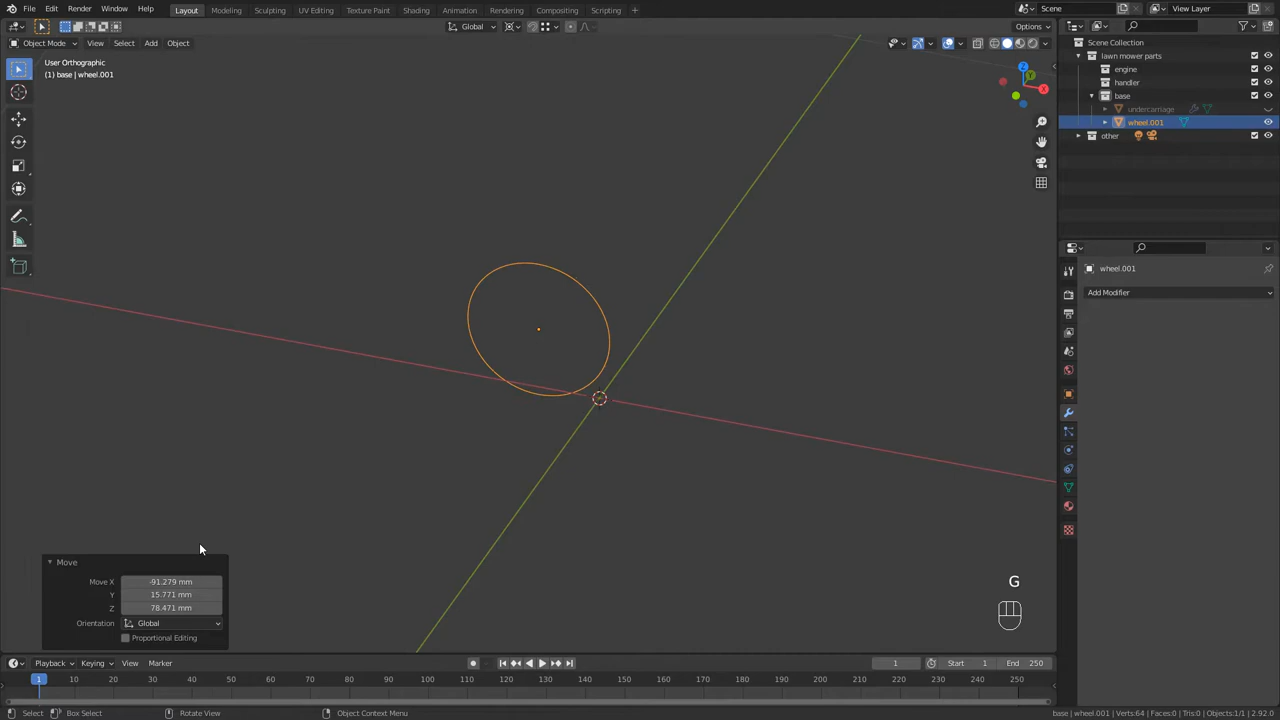 File Edit Render Window Help
Layout Modeling Sculpting UV Editing Texture Paint Shading Animation Rendering Compositing Scripting +
Scene
View Layer
Global
Options
Object Mode View Select Add Object
User Orthographic
(1) base | wheel.001
Z
Y
X
Scene Collection
lawn mower parts
engine
handler
base
undercarriage
wheel.001
other
wheel.001
Add Modifier
Move
Move X -91.279 mm
Y 15.771 mm
Z 78.471 mm
Orientation Global
Proportional Editing
G
Playback Keying View Marker
1 Start 1 End 250
1 10 20 30 40 50 60 70 80 90 100 110 120 130 140 150 160 170 180 190 200 210 220 230 240 250
Select Box Select Rotate View Object Context Menu
base | wheel.001 | Verts:64 | Faces:0 | Tris:0 | Objects:1/1 | 2.92.0